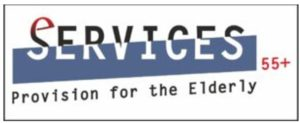 eSERVICES
55+
Provision for the Elderly